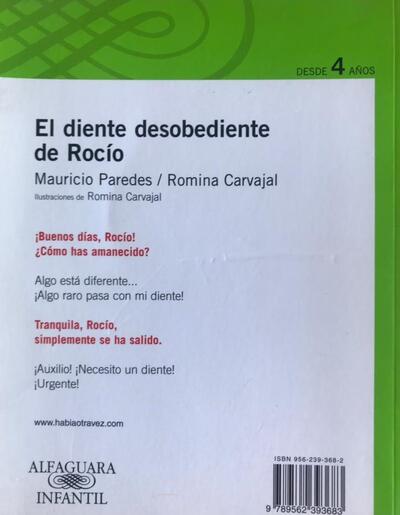 DESDE 4 AÑOS
El diente desobediente
de Rocío
Mauricio Paredes / Romina Carvajal
Ilustraciones de Romina Carvajal
¡Buenos días, Rocío!
¿Cómo has amanecido?
Algo está diferente...
¡Algo raro pasa con mi diente!
Tranquila, Rocío,
simplemente se ha salido.
¡Auxilio! ¡Necesito un diente!
¡Urgente!
www.habiaotravez.com
ISBN 956-239-368-2
ALFAGUARA
INFANTIL
9 789562 393683